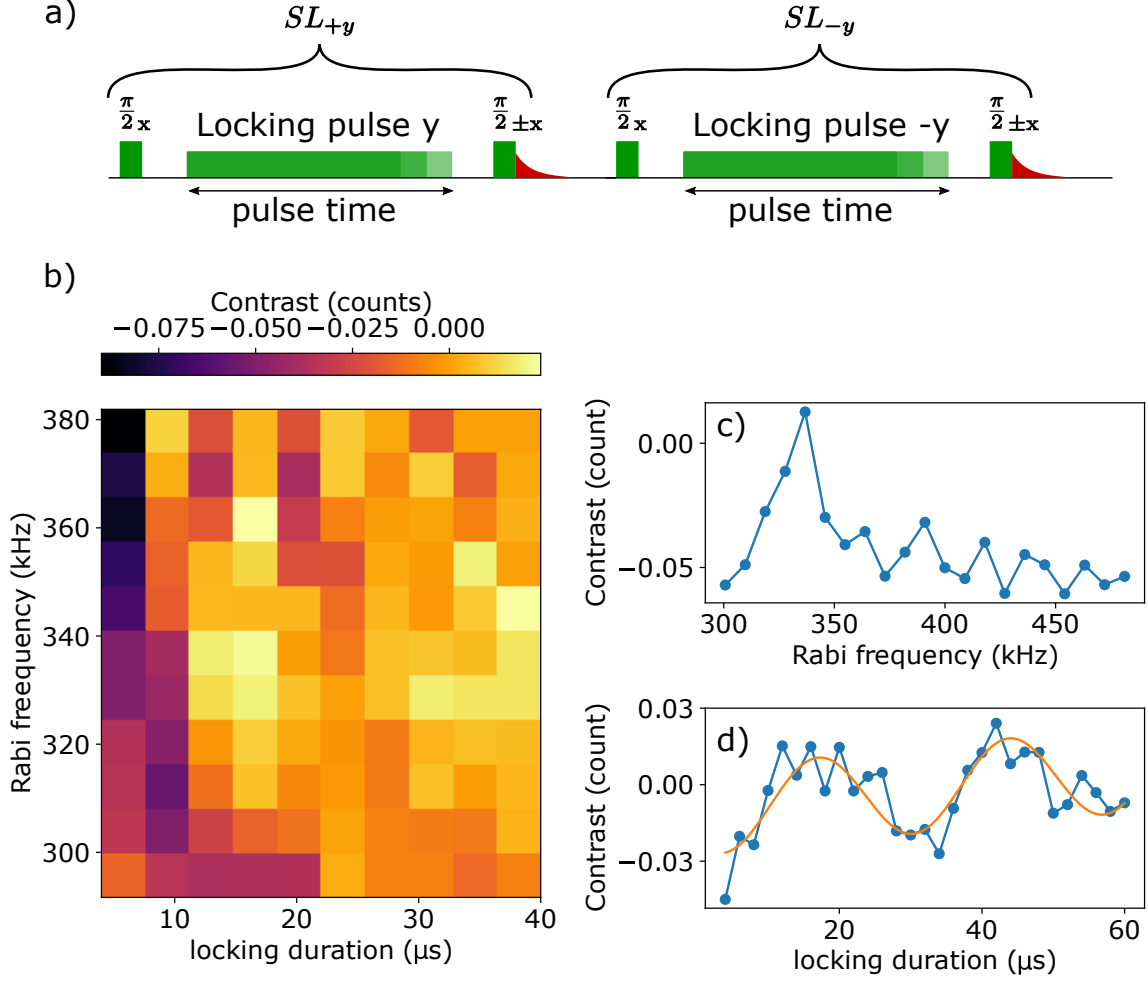 a)
SL+y
SL−y
π/2 x
Locking pulse y
π/2 ±x
π/2 x
Locking pulse -y
π/2 ±x
pulse time
pulse time
b)
Contrast (counts)
−0.075 −0.050 −0.025 0.000
Rabi freequency (kHz)
380
360
340
320
300
10 20 30 40
locking duration (µs)
c)
Contrast (count)
0.00
−0.05
300 350 400 450
Rabi frequency (kHz)
d)
Contrast (count)
0.03
0.00
−0.03
20 40 60
locking duration (µs)